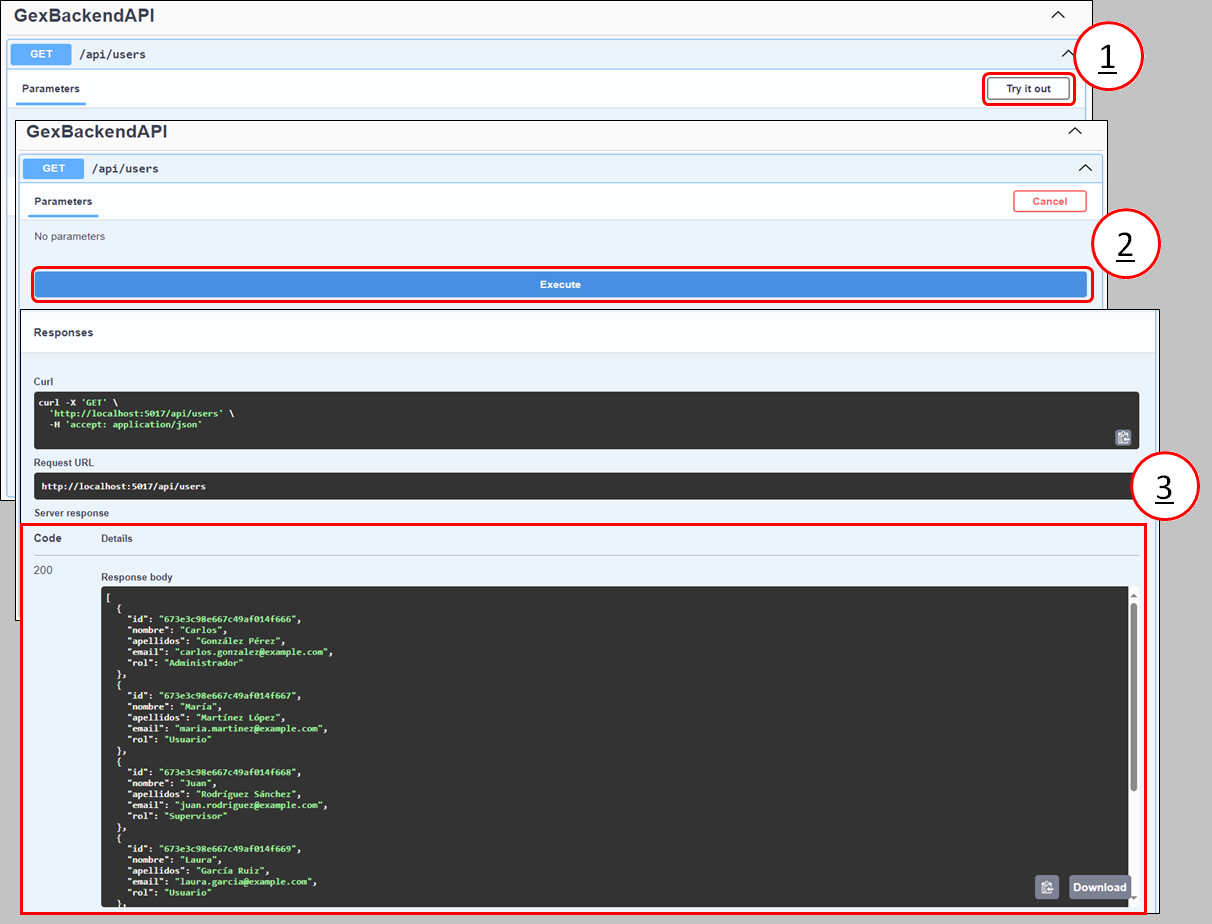 GexBackendAPI
GET /api/users
1
Parameters
Try it out
GexBackendAPI
GET /api/users
Parameters
Cancel
2
No parameters
Execute
Responses
Curl
curl -X 'GET' \
'http://localhost:5017/api/users' \
-H 'accept: application/json'
Request URL
http://localhost:5017/api/users
3
Server response
Code Details
200
Response body
[
{
"id": "673e3c98e667c49af014f666",
"nombre": "Carlos",
"apellidos": "González Pérez",
"email": "carlos.gonzalez@example.com",
"rol": "Administrador"
},
{
"id": "673e3c98e667c49af014f667",
"nombre": "María",
"apellidos": "Martínez López",
"email": "maria.martinez@example.com",
"rol": "Usuario"
},
{
"id": "673e3c98e667c49af014f668",
"nombre": "Juan",
"apellidos": "Rodríguez Sánchez",
"email": "juan.rodriguez@example.com",
"rol": "Supervisor"
},
{
"id": "673e3c98e667c49af014f669",
"nombre": "Laura",
"apellidos": "García Ruiz",
"email": "laura.garcia@example.com",
"rol": "Usuario"
},
Download